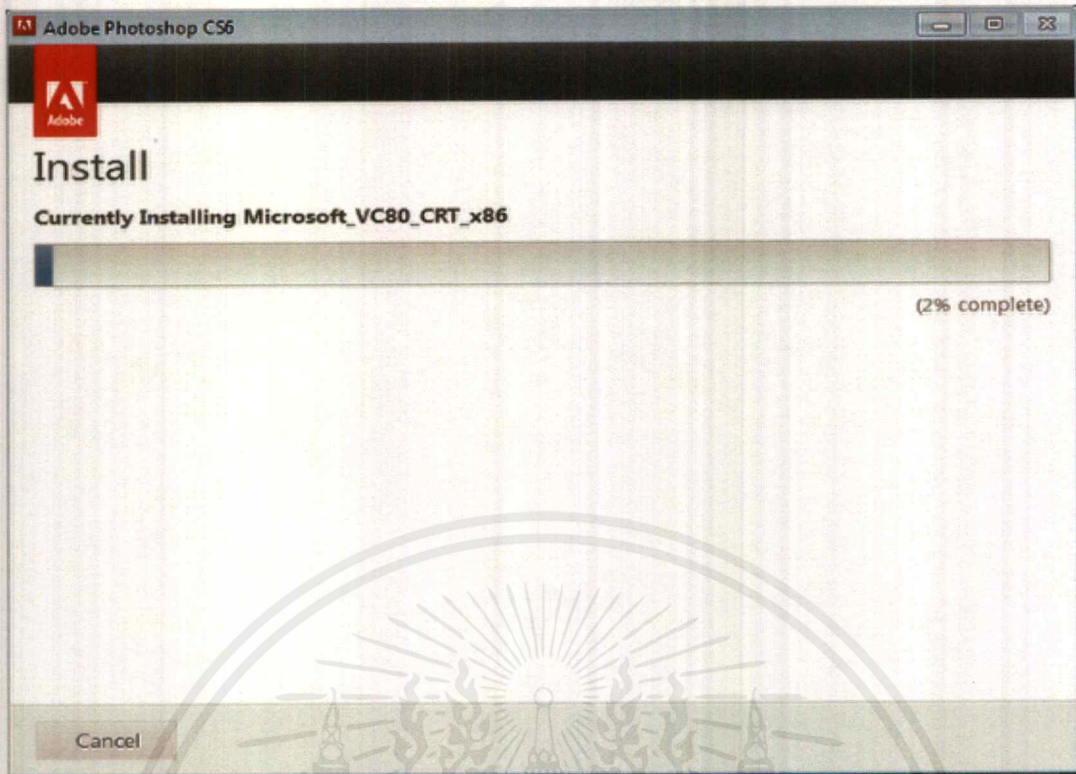 Adobe Photoshop CS6
Adobe
Install
Currently Installing Microsoft_VC80_CRT_x86
(2% complete)
Cancel